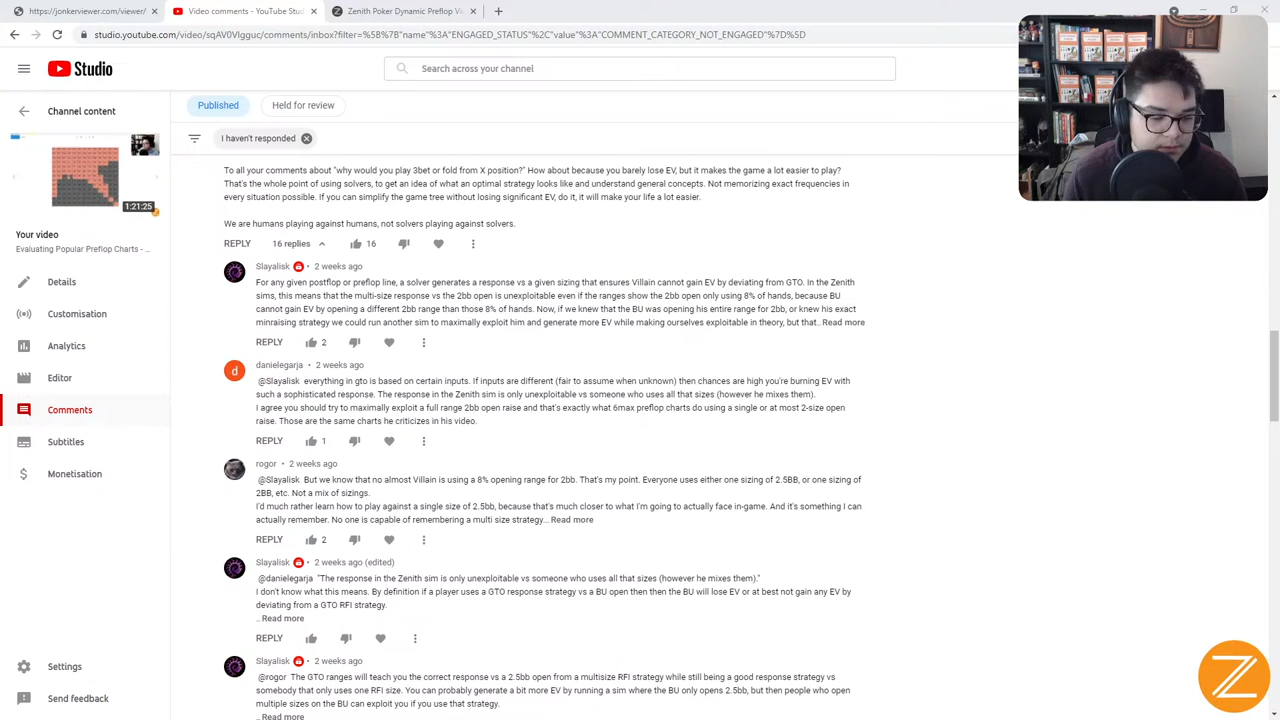 https://jonkerviewer.com/viewer/
Video comments - YouTube Stud
Zenith Poker Dynamic Preflop Va
studio.youtube.com/video/sqAV0VIgguc/comments/inbox
name"%3A"ENGAGED_STATUS"%2C"value"%3A"COMMENT_CATEGORY_NOT_ENGAGED"%7D%5D
Studio
Search across your channel
Channel content
1:21:25
Your video
Evaluating Popular Preflop Charts - ...
Details
Customisation
Analytics
Editor
Comments
Subtitles
Monetisation
Settings
Send feedback
Published
Held for review
I haven't responded
To all your comments about "why would you play 3bet or fold from X position?" How about because you barely lose EV, but it makes the game a lot easier to play?
That's the whole point of using solvers, to get an idea of what an optimal strategy looks like and understand general concepts. Not memorizing exact frequencies in
every situation possible. If you can simplify the game tree without losing significant EV, do it, it will make your life a lot easier.
We are humans playing against humans, not solvers playing against solvers.
REPLY 16 replies 16
Slayalisk • 2 weeks ago
For any given postflop or preflop line, a solver generates a response vs a given sizing that ensures Villain cannot gain EV by deviating from GTO. In the Zenith
sims, this means that the multi-size response vs the 2bb open is unexploitable even if the ranges show the 2bb open only using 8% of hands, because BU
cannot gain EV by opening a different 2bb range than those 8% of hands. Now, if we knew that the BU was opening his entire range for 2bb, or knew his exact
minraising strategy we could run another sim to maximally exploit him and generate more EV while making ourselves exploitable in theory, but that.. Read more
REPLY 2
danielegarja • 2 weeks ago
@Slayalisk everything in gto is based on certain inputs. If inputs are different (fair to assume when unknown) then chances are high you're burning EV with
such a sophisticated response. The response in the Zenith sim is only unexploitable vs someone who uses all that sizes (however he mixes them).
I agree you should try to maximally exploit a full range 2bb open raise and that's exactly what 6max preflop charts do using a single or at most 2-size open
raise. Those are the same charts he criticizes in his video.
REPLY 1
rogor • 2 weeks ago
@Slayalisk But we know that no almost Villain is using a 8% opening range for 2bb. That's my point. Everyone uses either one sizing of 2.5BB, or one sizing of
2BB, etc. Not a mix of sizings.
I'd much rather learn how to play against a single size of 2.5bb, because that's much closer to what I'm going to actually face in-game. And it's something I can
actually remember. No one is capable of remembering a multi size strategy... Read more
REPLY 2
Slayalisk • 2 weeks ago (edited)
@danielegarja "The response in the Zenith sim is only unexploitable vs someone who uses all that sizes (however he mixes them)."
I don't know what this means. By definition if a player uses a GTO response strategy vs a BU open then then the BU will lose EV or at best not gain any EV by
deviating from a GTO RFI strategy.
... Read more
REPLY
Slayalisk • 2 weeks ago
@rogor The GTO ranges will teach you the correct response vs a 2.5bb open from a multisize RFI strategy while still being a good response strategy vs
somebody that only uses one RFI size. You can probably generate a bit more EV by running a sim where the BU only opens 2.5bb, but then people who open
multiple sizes on the BU can exploit you if you use that strategy.
Read more